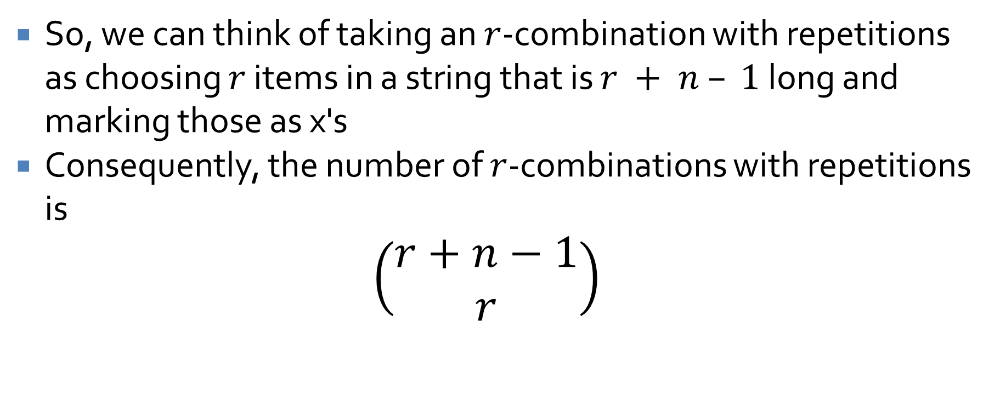 ▪ So, we can think of taking an r-combination with repetitions
as choosing r items in a string that is r + n – 1 long and
marking those as x's
▪ Consequently, the number of r-combinations with repetitions
is
(r + n − 1)
r